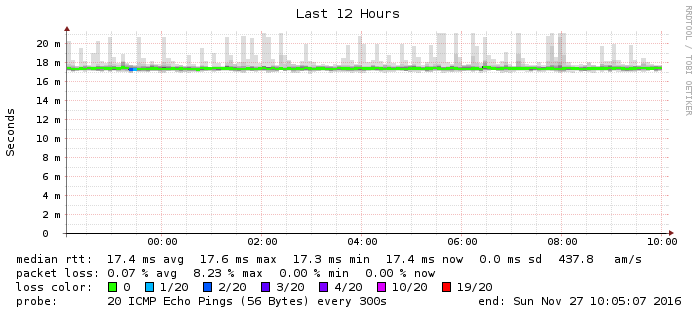 Last 12 Hours
RRDTOOL / TOBI OETIKER
Seconds
20 m
18 m
16 m
14 m
12 m
10 m
8 m
6 m
4 m
2 m
0
00:00 02:00 04:00 06:00 08:00 10:00
median rtt: 17.4 ms avg 17.6 ms max 17.3 ms min 17.4 ms now 0.0 ms sd 437.8 am/s
packet loss: 0.07 % avg 8.23 % max 0.00 % min 0.00 % now
loss color: 0 1/20 2/20 3/20 4/20 10/20 19/20
probe: 20 ICMP Echo Pings (56 Bytes) every 300s end: Sun Nov 27 10:05:07 2016